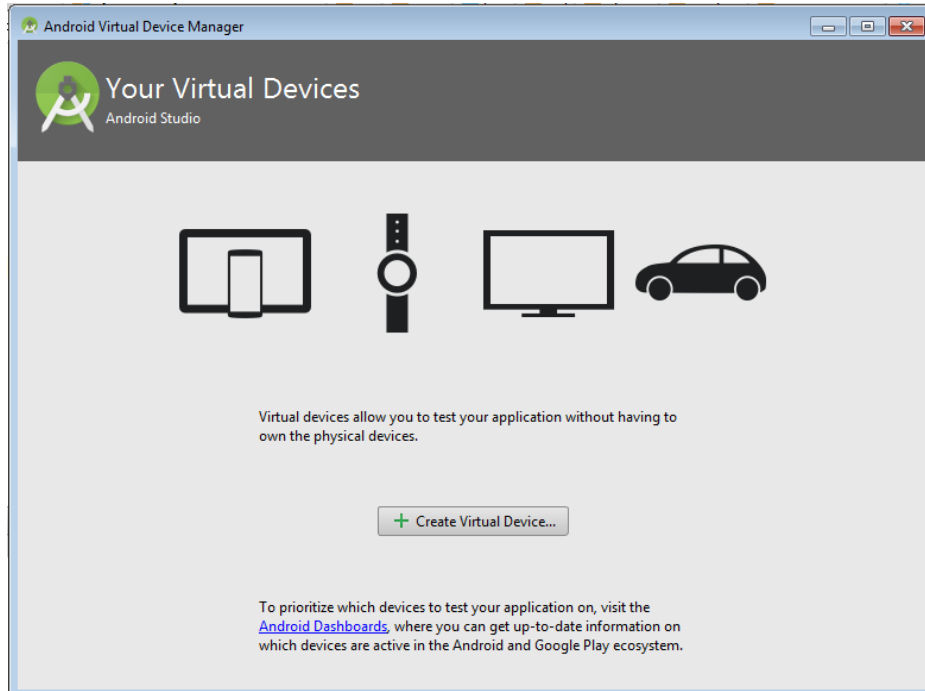 Android Virtual Device Manager
Your Virtual Devices
Android Studio
Virtual devices allow you to test your application without having to
own the physical devices.
Create Virtual Device...
To prioritize which devices to test your application on, visit the
Android Dashboards, where you can get up-to-date information on
which devices are active in the Android and Google Play ecosystem.